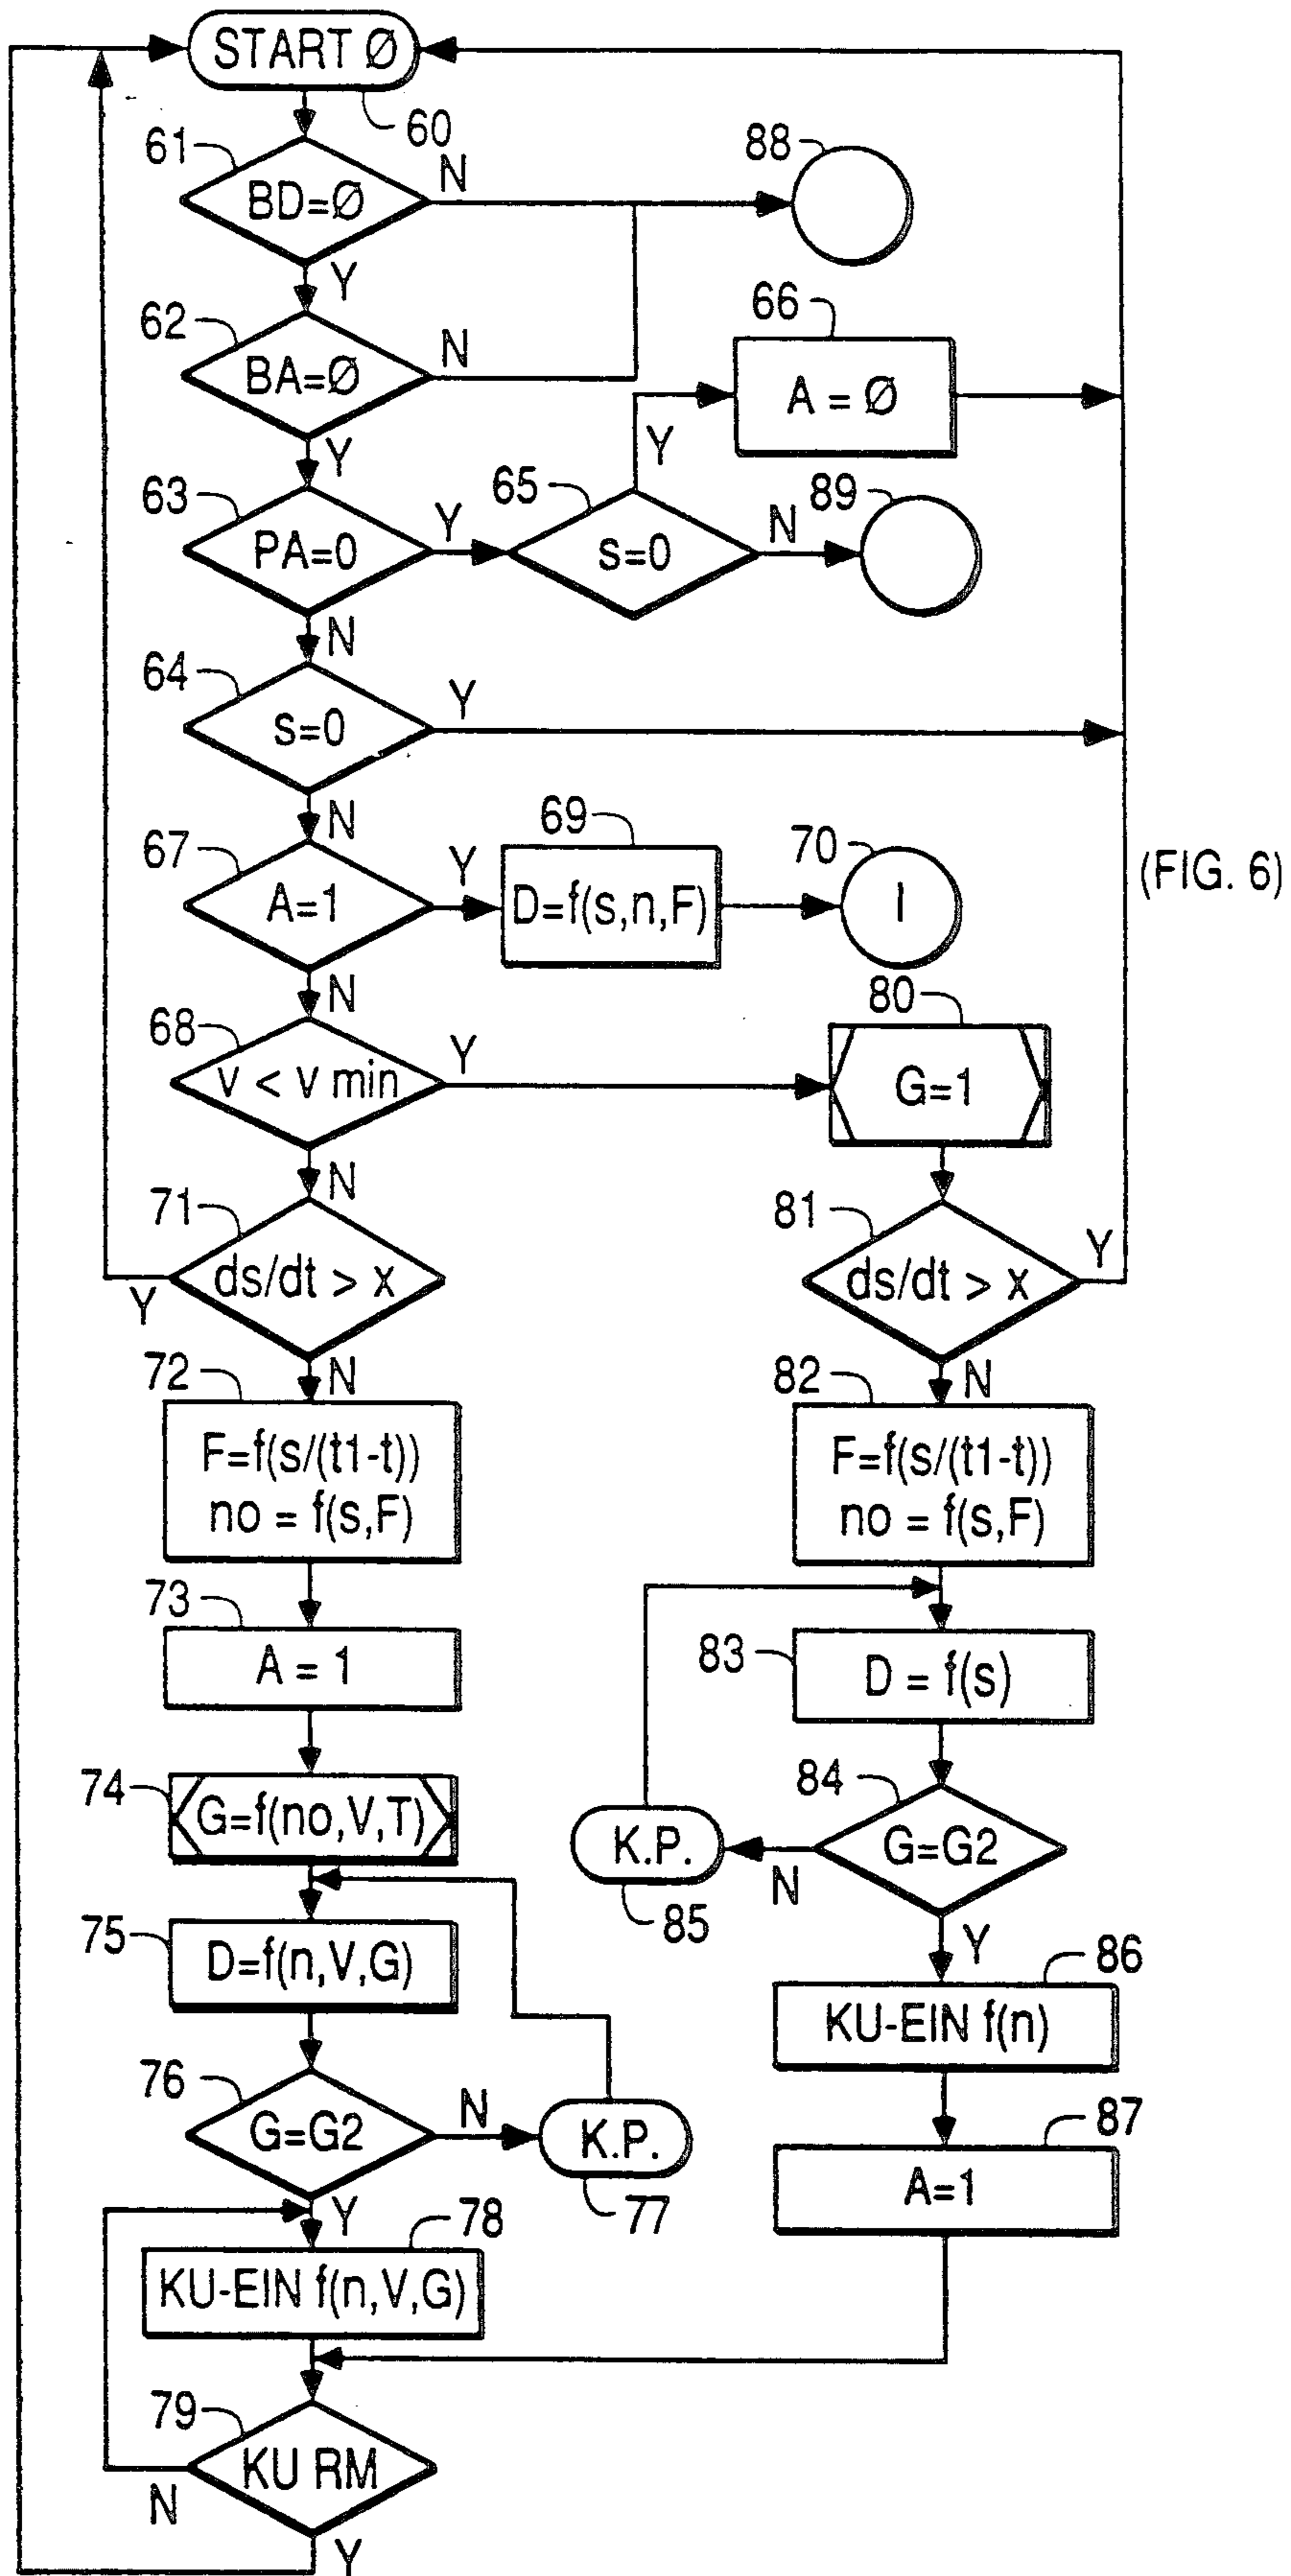 START Ø
60
61
BD=Ø
N
88
Y
62
BA=Ø
N
66
A = Ø
Y
63
PA=0
Y
65
s=0
Y
N
89
N
64
s=0
Y
N
67
A=1
Y
69
D=f(s,n,F)
70
I
(FIG. 6)
N
68
v < v min
Y
80
G=1
N
71
ds/dt > x
Y
81
ds/dt > x
Y
N
72
F=f(s/(t1-t))
no = f(s,F)
N
82
F=f(s/(t1-t))
no = f(s,F)
73
A = 1
83
D = f(s)
74
G=f(no,V,T)
84
G=G2
N
K.P.
85
Y
75
D=f(n,V,G)
86
KU-EIN f(n)
76
G=G2
N
K.P.
77
87
A=1
Y
78
KU-EIN f(n,V,G)
79
KU RM
N
Y